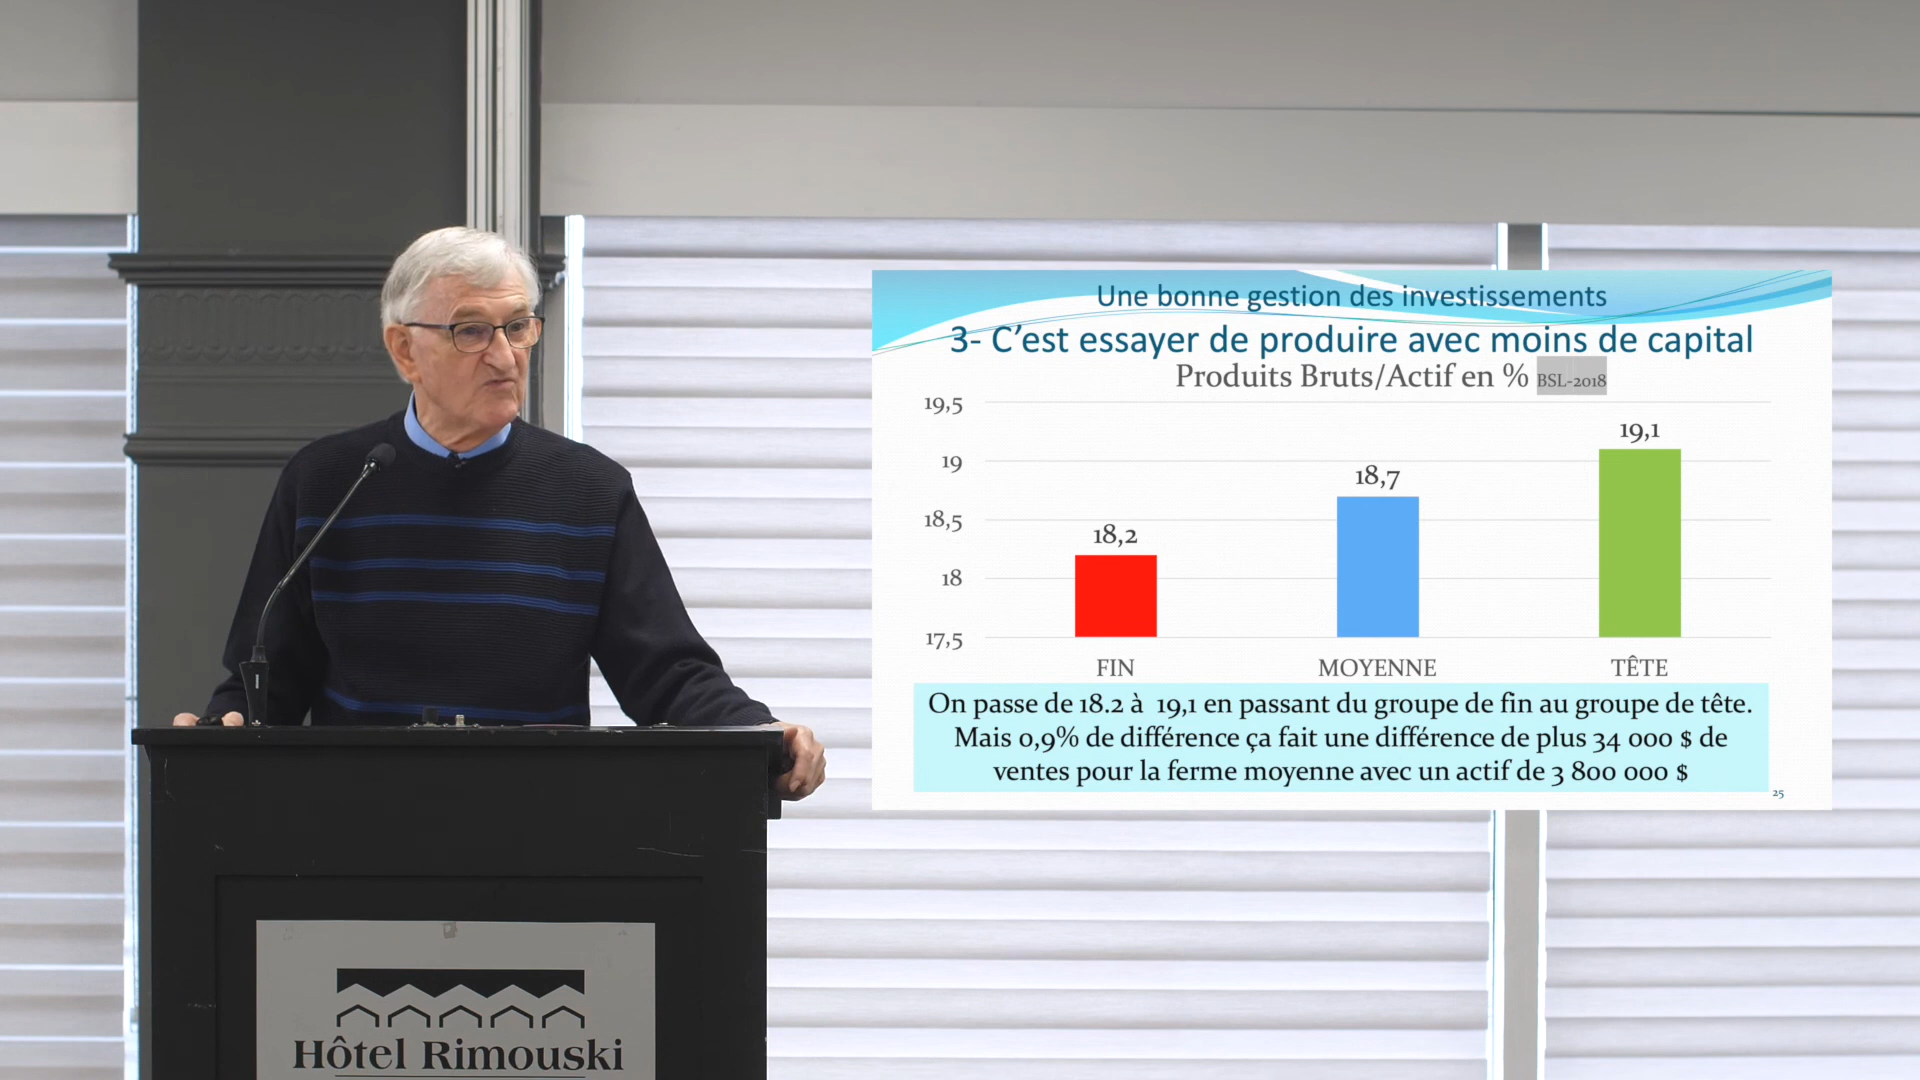 Une bonne gestion des investissements
3- C'est essayer de produire avec moins de capital
Produits Bruts/Actif en % BSL-2018
19,5
19
18,5
18
17,5
18,2
18,7
19,1
FIN MOYENNE TÊTE
On passe de 18.2 à 19,1 en passant du groupe de fin au groupe de tête.
Mais 0,9% de différence ça fait une différence de plus 34 000 $ de
ventes pour la ferme moyenne avec un actif de 3 800 000 $
25
Hôtel Rimouski